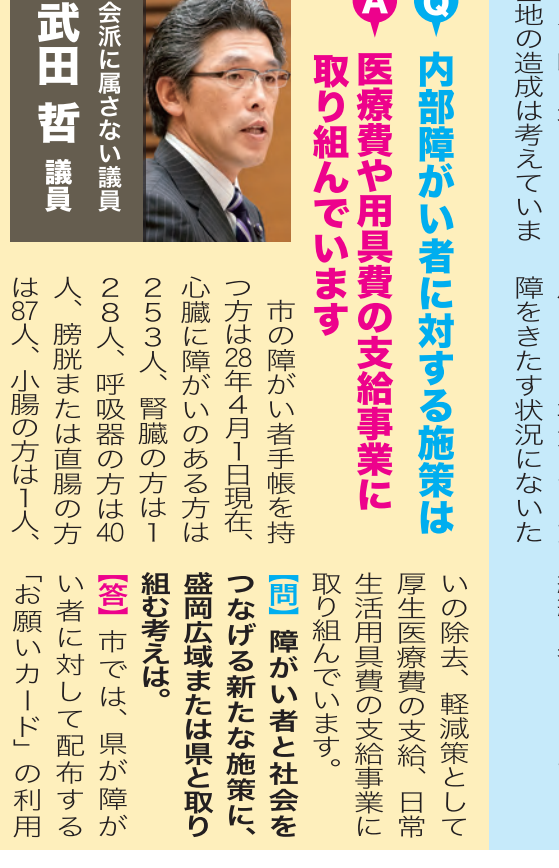 地の造成は考えていま
障をきたす状況にないた
Q
内部障がい者に対する施策は
A
医療費や用具費の支給事業に
取り組んでいます
会派に属さない議員
武田 哲 議員
市の障がい者手帳を持
つ方は28年4月1日現在、
心臓に障がいのある方は
253人、腎臓の方は1
28人、呼吸器の方は40
人、膀胱または直腸の方
は87人、小腸の方は1人、
いの除去、軽減策として
厚生医療費の支給、日常
生活用具費の支給事業に
取り組んでいます。
【問】障がい者と社会を
つなげる新たな施策に、
盛岡広域または県と取り
組む考えは。
【答】市では、県が障が
い者に対して配布する
「お願いカード」の利用